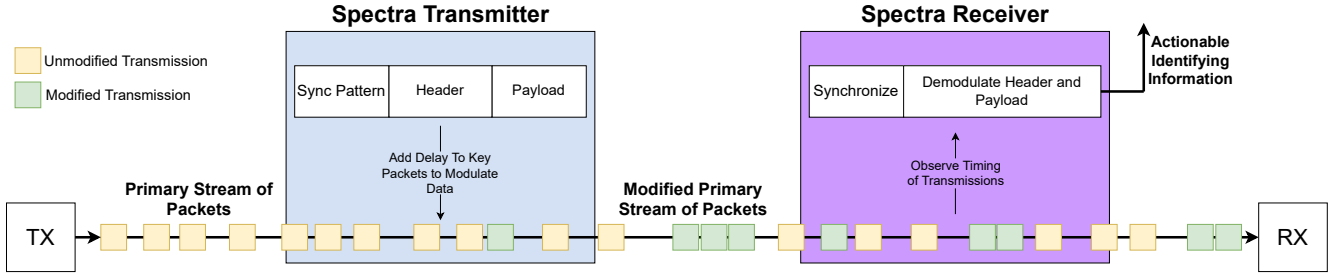 Spectra Transmitter
Spectra Receiver
Unmodified Transmission
Modified Transmission
Sync Pattern
Header
Payload
Synchronize
Demodulate Header and
Payload
Actionable
Identifying
Information
Add Delay To Key
Packets to Modulate
Data
Observe Timing
of Transmissions
Primary Stream of
Packets
Modified Primary
Stream of Packets
TX
RX